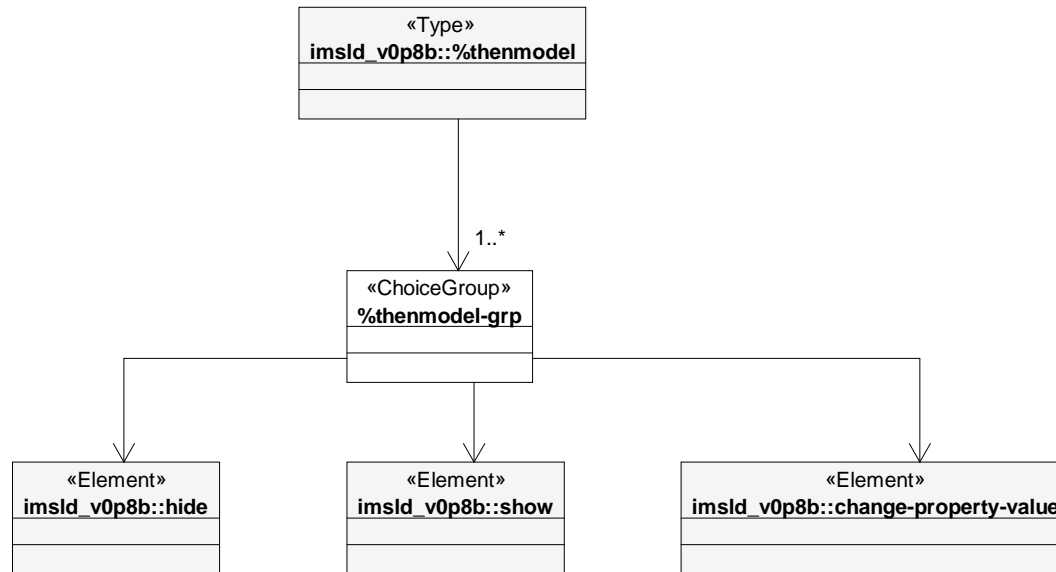 «Type»
imsld_v0p8b::%thenmodel
1..*
«ChoiceGroup»
%thenmodel-grp
«Element»
imsld_v0p8b::hide
«Element»
imsld_v0p8b::show
«Element»
imsld_v0p8b::change-property-value